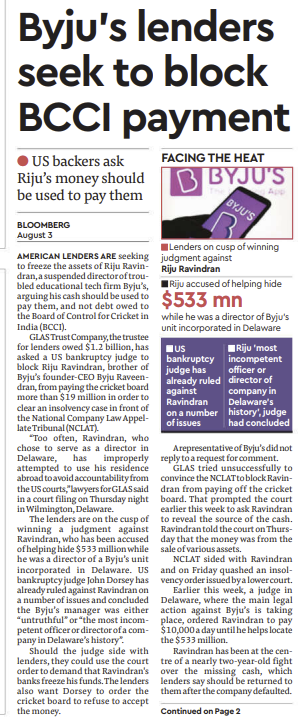 Byju's lenders
seek to block
BCCI payment
● US backers ask
Riju's money should
be used to pay them
BLOOMBERG
August 3
AMERICAN LENDERS ARE seeking
to freeze the assets of Riju Ravin-
dran, a suspended director of trou-
bled educational tech firm Byju's,
arguing his cash should be used to
pay them, and not debt owed to the
Board of Control for Cricket in
India (BCCI).
GLAS Trust Company, the trustee
for lenders owed $1.2 billion, has
asked a US bankruptcy judge to
block Riju Ravindran, brother of
Byju's founder-CEO Byju Raveen-
dran, from paying the cricket board
more than $19 million in order to
clear an insolvency case in front of
the National Company Law Appel-
late Tribunal (NCLAT).
"Too often, Ravindran, who
chose to serve as a director in
Delaware, has improperly
attempted to use his residence
abroad to avoid accountability from
the US courts," lawyers for GLAS said
in a court filing on Thursday night
in Wilmington, Delaware.
The lenders are on the cusp of
winning a judgment against
Ravindran, who has been accused
of helping hide $533 million while
he was a director of a Byju's unit
incorporated in Delaware. US
bankruptcy judge John Dorsey has
already ruled against Ravindran on
a number of issues and concluded
the Byju's manager was either
"untruthful" or "the most incom-
petent officer or director of a com-
pany in Delaware's history".
Should the judge side with
lenders, they could use the court
order to demand that Ravindran's
banks freeze his funds. The lenders
also want Dorsey to order the
cricket board to refuse to accept
the money.
FACING THE HEAT
BYJU'S
The
ing App
BYJU'S
■ Lenders on cusp of winning
judgment against
Riju Ravindran
■ Riju accused of helping hide
$533 mn
while he was a director of Byju's
unit incorporated in Delaware
■ US
bankruptcy
judge has
already ruled
against
Ravindran
on a number
of issues
■ Riju 'most
incompetent
officer or
director of
company in
Delaware's
history', judge
had concluded
A representative of Byju's did not
reply to a request for comment.
GLAS tried unsuccessfully to
convince the NCLAT to block Ravin-
dran from paying off the cricket
board. That prompted the court
earlier this week to ask Ravindran
to reveal the source of the cash.
Ravindran told the court on Thurs-
day that the money was from the
sale of various assets.
NCLAT sided with Ravindran
and on Friday quashed an insol-
vency order issued by a lower court.
Earlier this week, a judge in
Delaware, where the main legal
action against Byju's is taking
place, ordered Ravindran to pay
$10,000 a day until he helps locate
the $533 million.
Ravindran has been at the cen-
tre of a nearly two-year-old fight
over the missing cash, which
lenders say should be returned to
them after the company defaulted.
Continued on Page 2